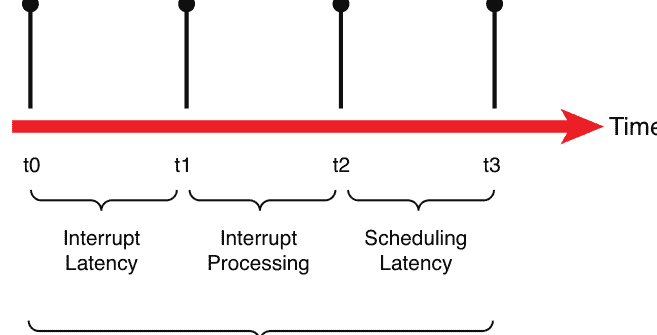 Time
t0 t1 t2 t3
Interrupt Interrupt Scheduling
Latency Processing Latency